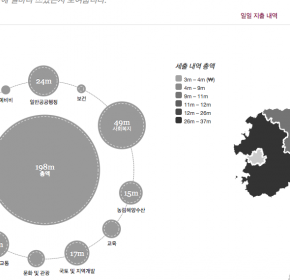 일일 지출 내역
세출 내역 총액
3m – 4m (₩)
4m – 9m
9m – 11m
11m – 12m
12m – 26m
26m – 37m
24m
일반공공행정
보건
49m
사회복지
198m
총액
15m
농림해양수산
교육
17m
국토 및 지역개발
문화 및 관광
교통